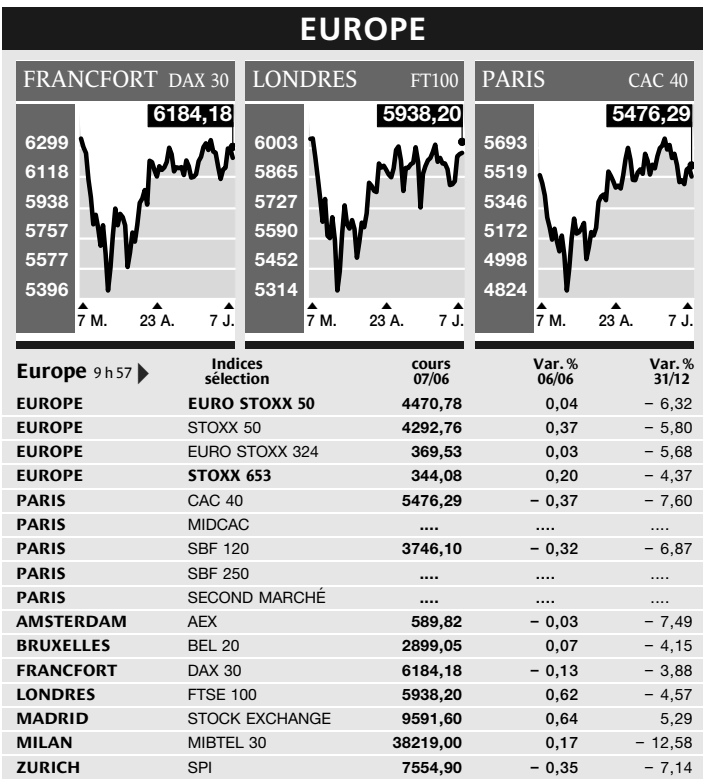 EUROPE
FRANCFORT DAX 30
6184,18
6299
6118
5938
5757
5577
5396
7 M. 23 A. 7 J.
LONDRES FT100
5938,20
6003
5865
5727
5590
5452
5314
7 M. 23 A. 7 J.
PARIS CAC 40
5476,29
5693
5519
5346
5172
4998
4824
7 M. 23 A. 7 J.
Europe 9 h 57 Indices sélection cours 07/06 Var. % 06/06 Var. % 31/12
EUROPE EURO STOXX 50 4470,78 0,04 – 6,32
EUROPE STOXX 50 4292,76 0,37 – 5,80
EUROPE EURO STOXX 324 369,53 0,03 – 5,68
EUROPE STOXX 653 344,08 0,20 – 4,37
PARIS CAC 40 5476,29 – 0,37 – 7,60
PARIS MIDCAC .... .... ....
PARIS SBF 120 3746,10 – 0,32 – 6,87
PARIS SBF 250 .... .... ....
PARIS SECOND MARCHÉ .... .... ....
AMSTERDAM AEX 589,82 – 0,03 – 7,49
BRUXELLES BEL 20 2899,05 0,07 – 4,15
FRANCFORT DAX 30 6184,18 – 0,13 – 3,88
LONDRES FTSE 100 5938,20 0,62 – 4,57
MADRID STOCK EXCHANGE 9591,60 0,64 5,29
MILAN MIBTEL 30 38219,00 0,17 – 12,58
ZURICH SPI 7554,90 – 0,35 – 7,14